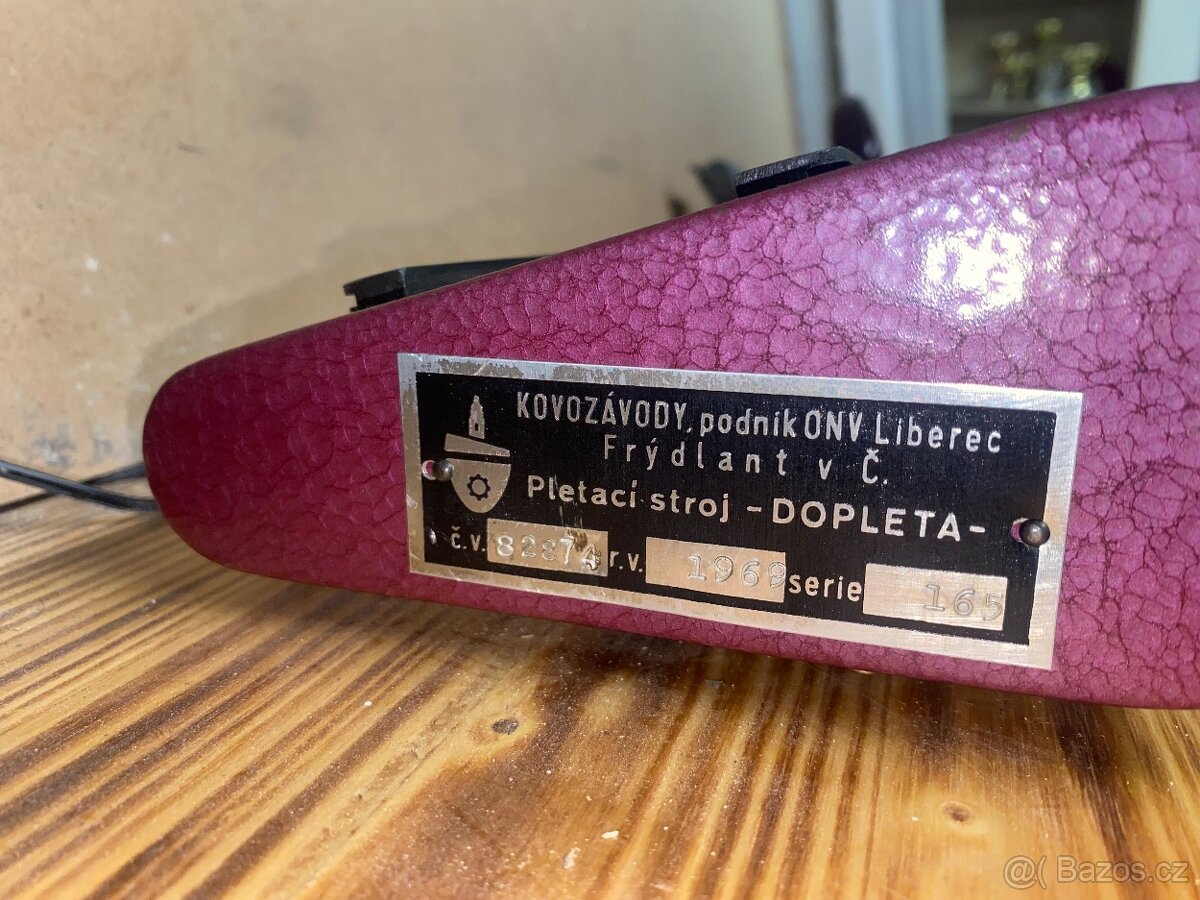 KOVOZÁVODY, podnik ONV Liberec
Frýdlant v Č.
Pletací stroj -DOPLETA-
č.v. 82874 r.v. 1969 serie 165
@( Bazos.cz